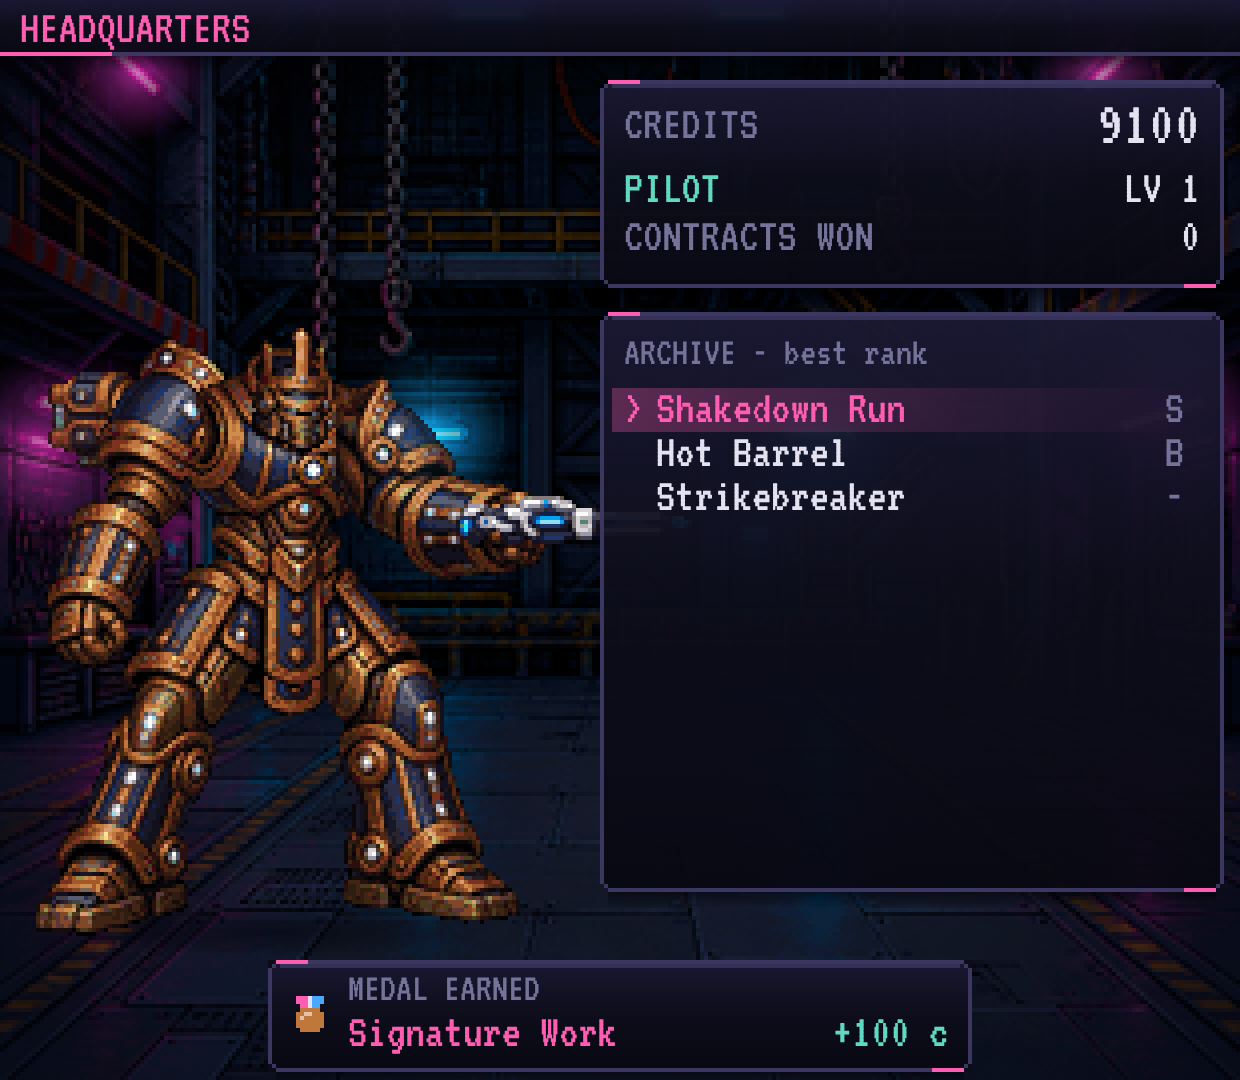 HEADQUARTERS
CREDITS 9100
PILOT LV 1
CONTRACTS WON 0
ARCHIVE - best rank
> Shakedown Run S
Hot Barrel B
Strikebreaker -
MEDAL EARNED
Signature Work +100 c